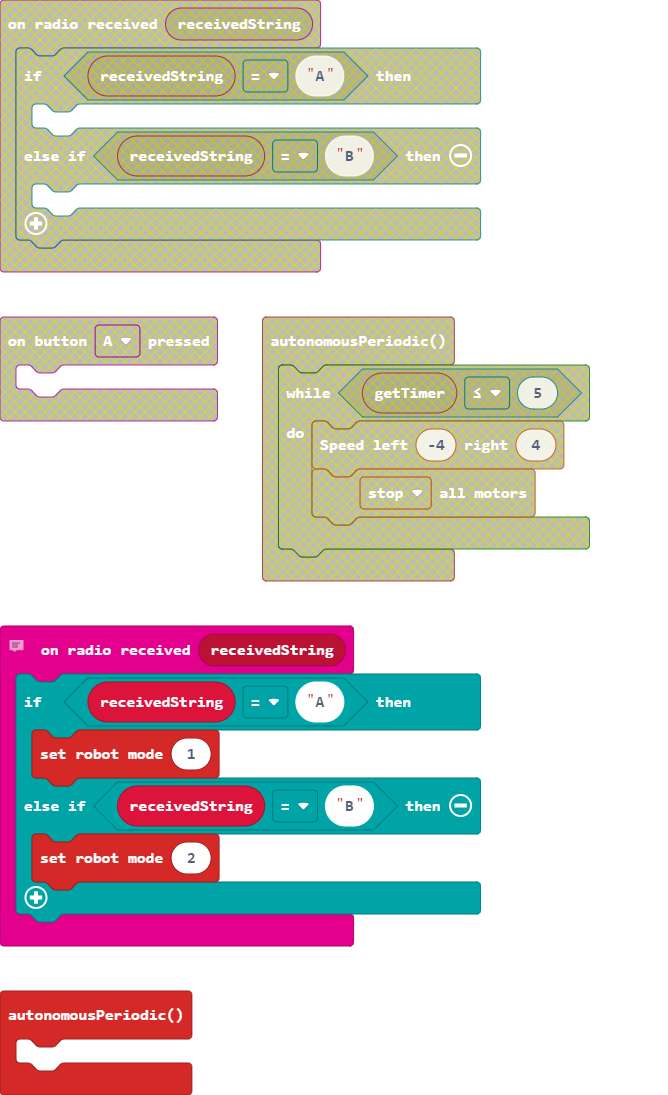 on radio received receivedString
if receivedString = "A" then
else if receivedString = "B" then
on button A pressed
autonomousPeriodic()
while getTimer ≤ 5
do
Speed left -4 right 4
stop all motors
on radio received receivedString
if receivedString = "A" then
set robot mode 1
else if receivedString = "B" then
set robot mode 2
autonomousPeriodic()